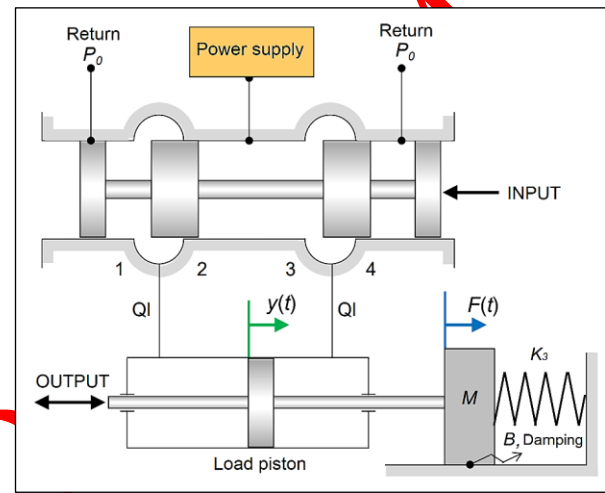 Return
P0
Power supply
Return
P0
INPUT
1
2
3
4
QI
y(t)
QI
F(t)
K3
OUTPUT
M
B, Damping
Load piston